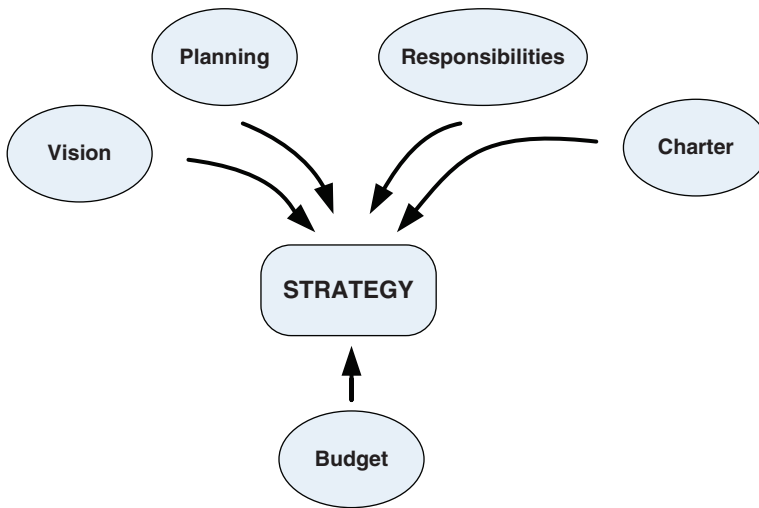 Planning
Responsibilities
Vision
Charter
STRATEGY
Budget